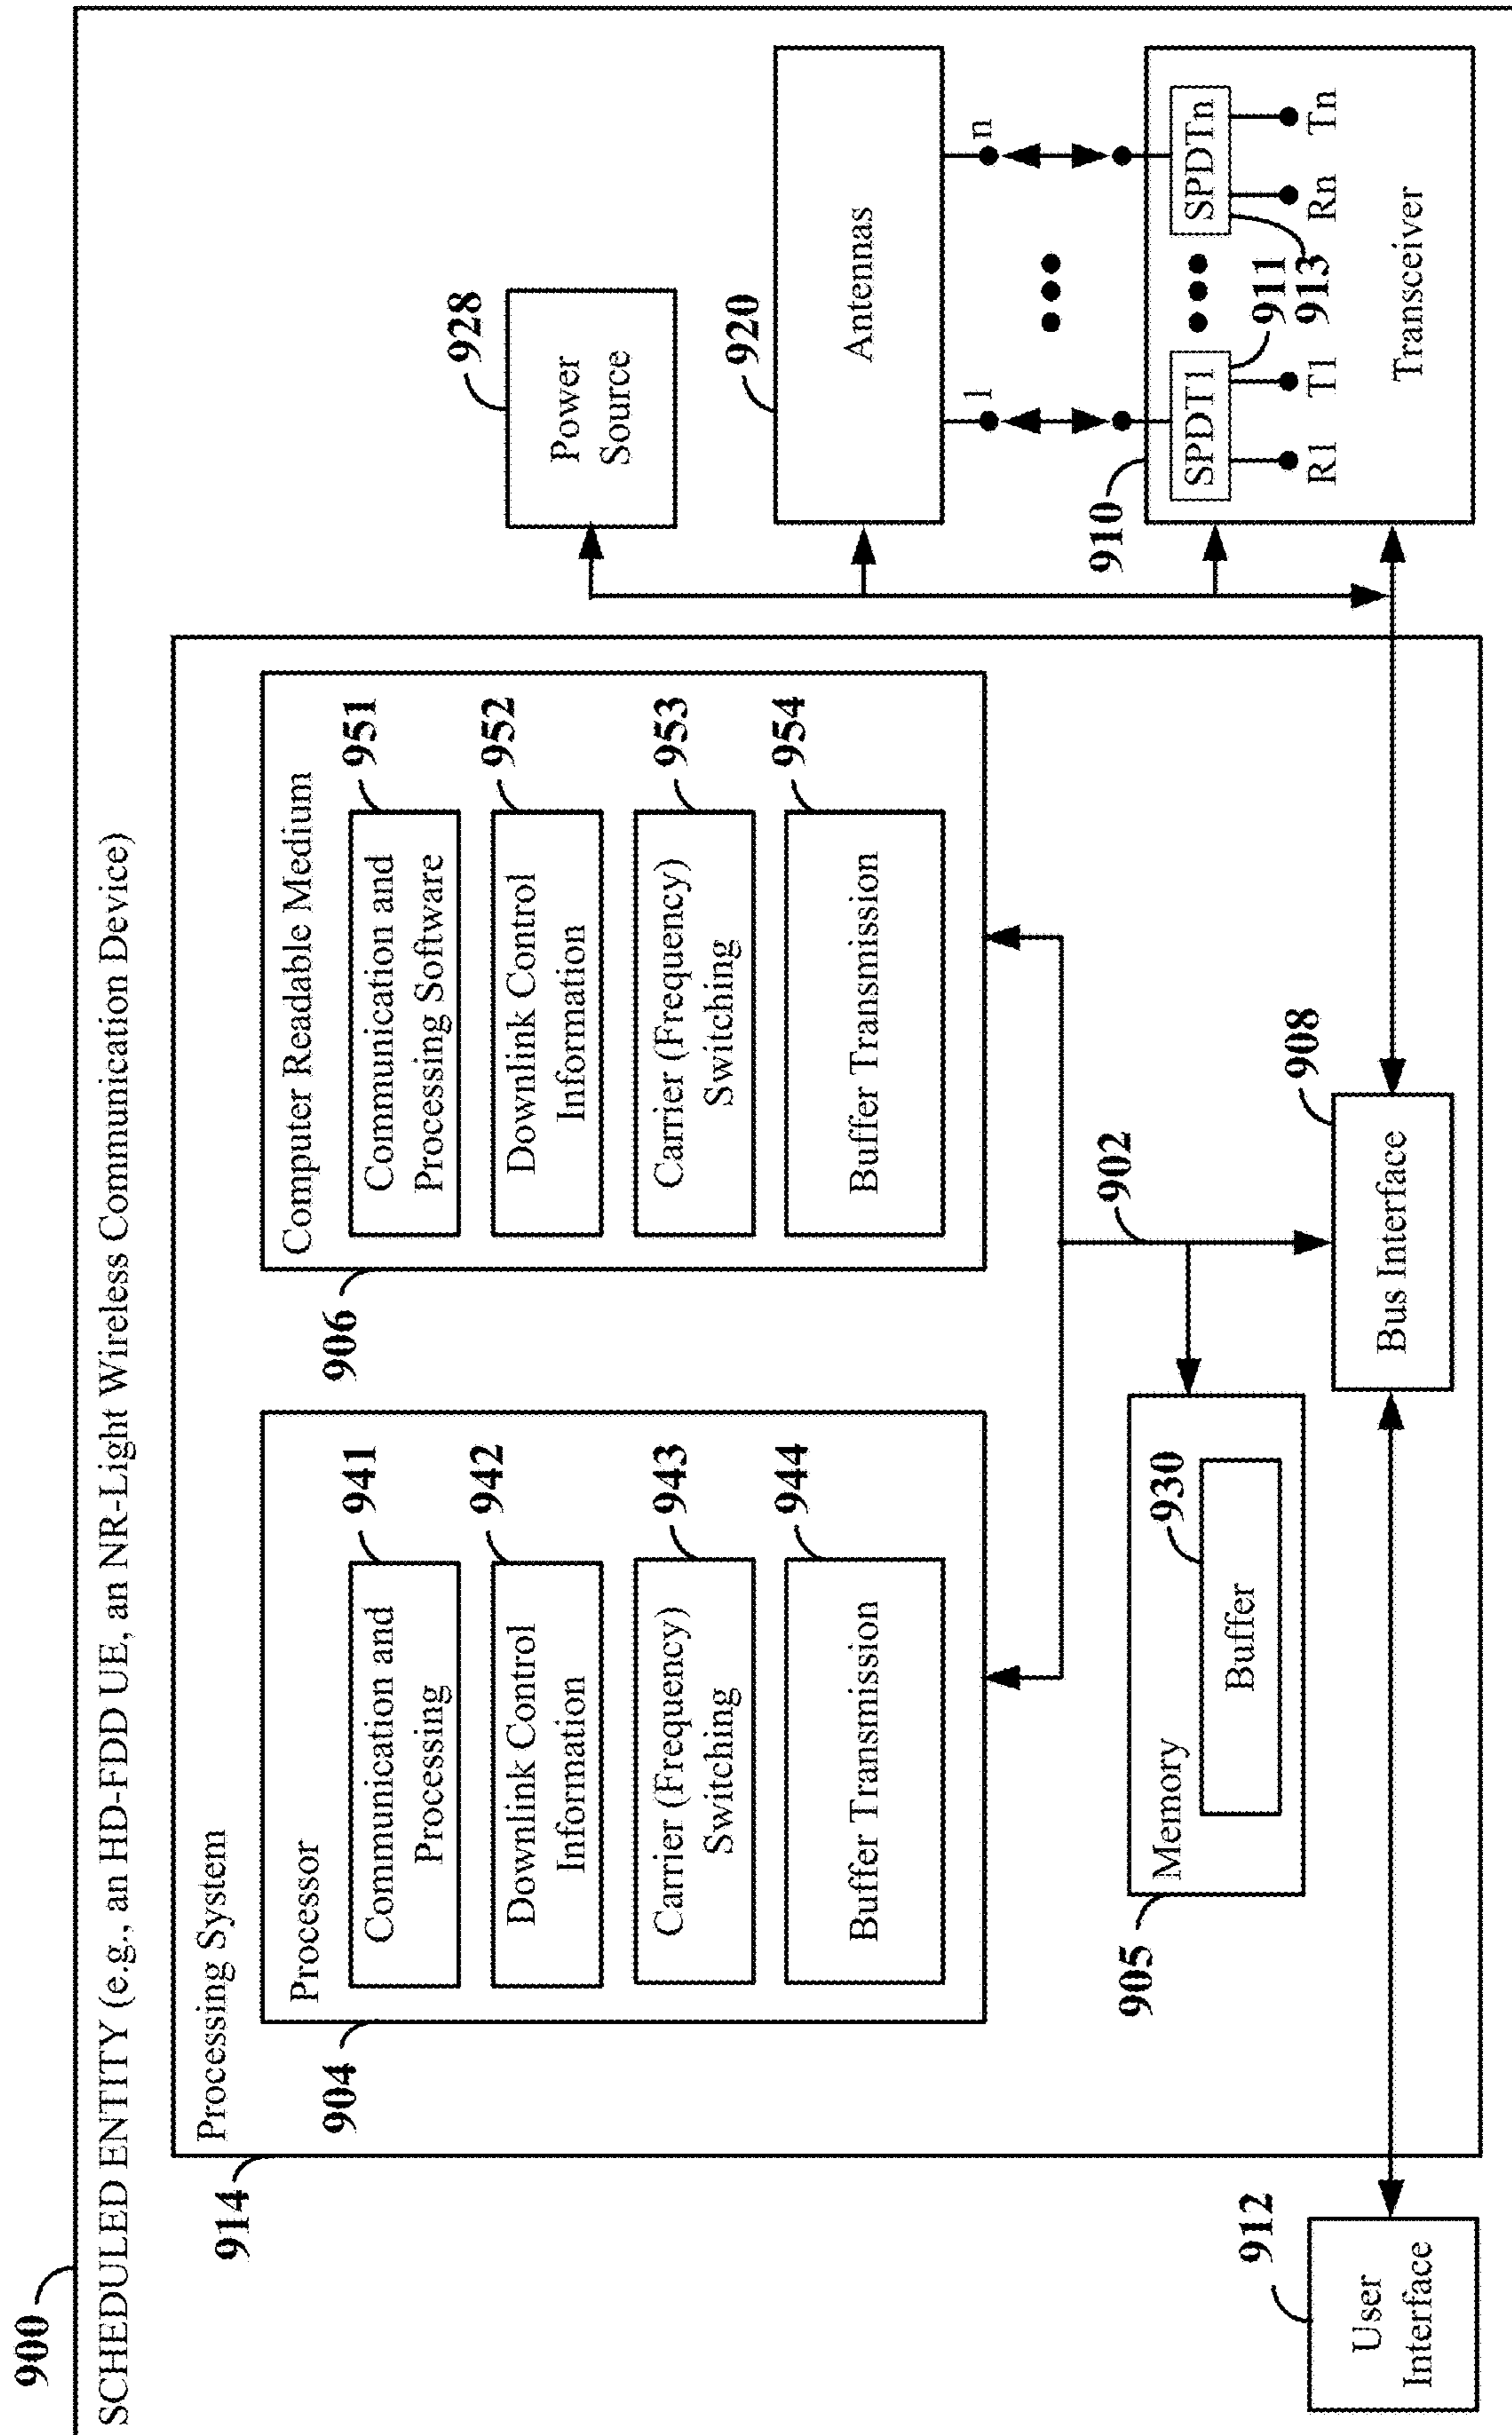 900
SCHEDULED ENTITY (e.g., an HD-FDD UE, an NR-Light Wireless Communication Device)
914
Processing System
904
Processor
Communication and
Processing
941
Downlink Control
Information
942
Carrier (Frequency)
Switching
943
Buffer Transmission
944
906
Computer Readable Medium
Communication and
Processing Software
951
Downlink Control
Information
952
Carrier (Frequency)
Switching
953
Buffer Transmission
954
902
905
Memory
930
Buffer
908
Bus Interface
912
User
Interface
928
Power
Source
920
Antennas
1
n
910
SPDT1
SPDTn
R1
T1
911
913
Rn
Tn
Transceiver